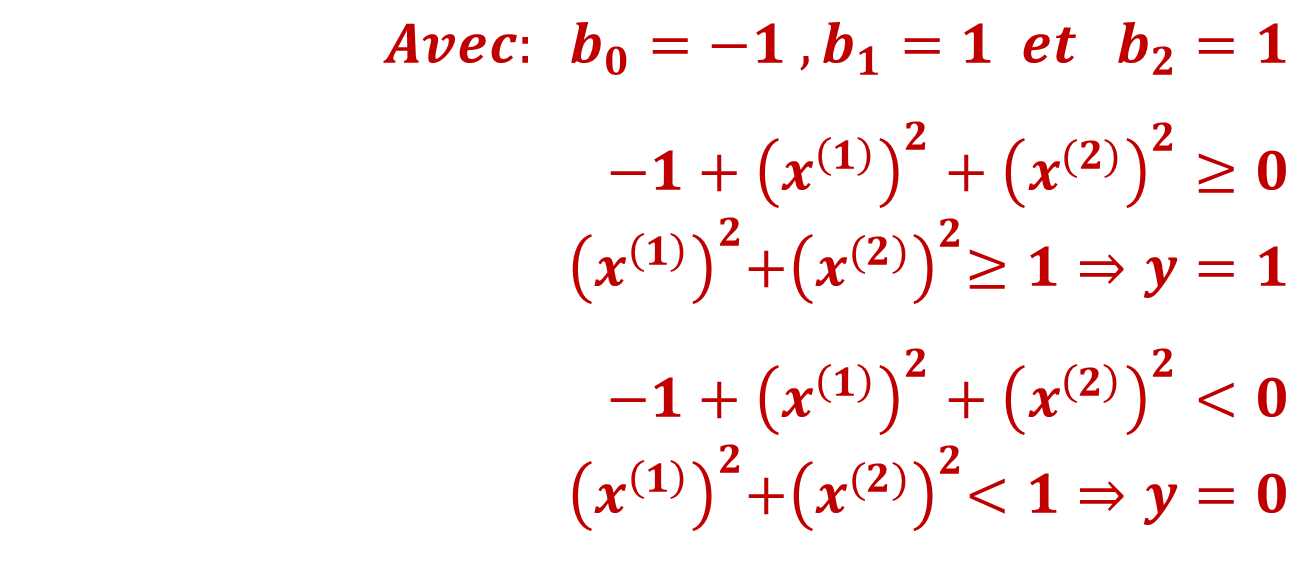 Avec: b₀ = −1 , b₁ = 1 et b₂ = 1
−1 + (x⁽¹⁾)² + (x⁽²⁾)² ≥ 0
(x⁽¹⁾)² + (x⁽²⁾)² ≥ 1 ⇒ y = 1
−1 + (x⁽¹⁾)² + (x⁽²⁾)² < 0
(x⁽¹⁾)² + (x⁽²⁾)² < 1 ⇒ y = 0